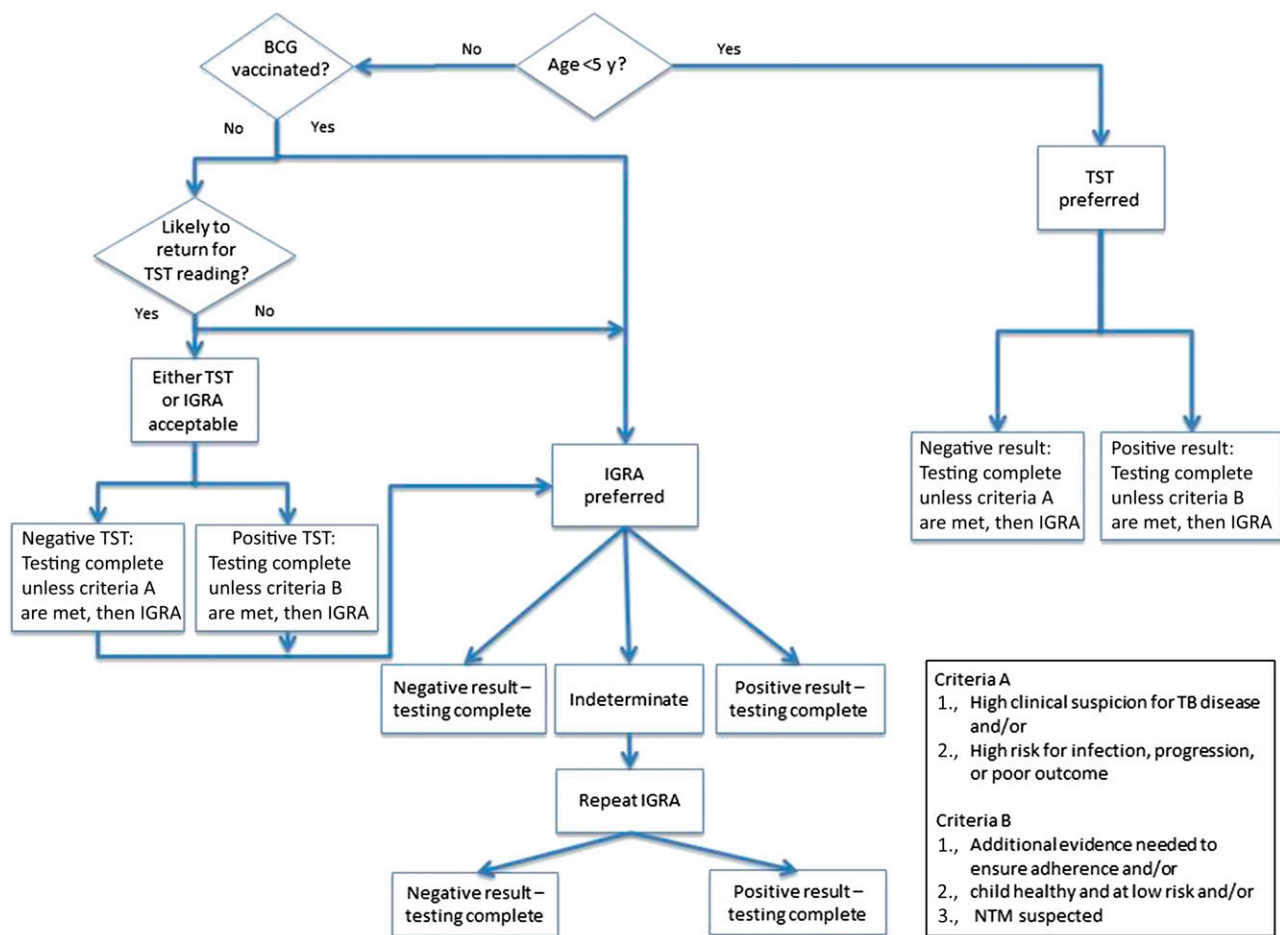 BCG
vaccinated?
No
Age <5 y?
Yes
No
Yes
TST
preferred
Likely to
return for
TST reading?
Yes
No
Either TST
or IGRA
acceptable
IGRA
preferred
Negative result:
Testing complete
unless criteria A
are met, then IGRA
Positive result:
Testing complete
unless criteria B
are met, then IGRA
Negative TST:
Testing complete
unless criteria A
are met, then IGRA
Positive TST:
Testing complete
unless criteria B
are met, then IGRA
Negative result–
testing complete
Indeterminate
Positive result–
testing complete
Repeat IGRA
Negative result–
testing complete
Positive result–
testing complete
Criteria A
1., High clinical suspicion for TB disease
and/or
2., High risk for infection, progression,
or poor outcome
Criteria B
1., Additional evidence needed to
ensure adherence and/or
2., child healthy and at low risk and/or
3., NTM suspected